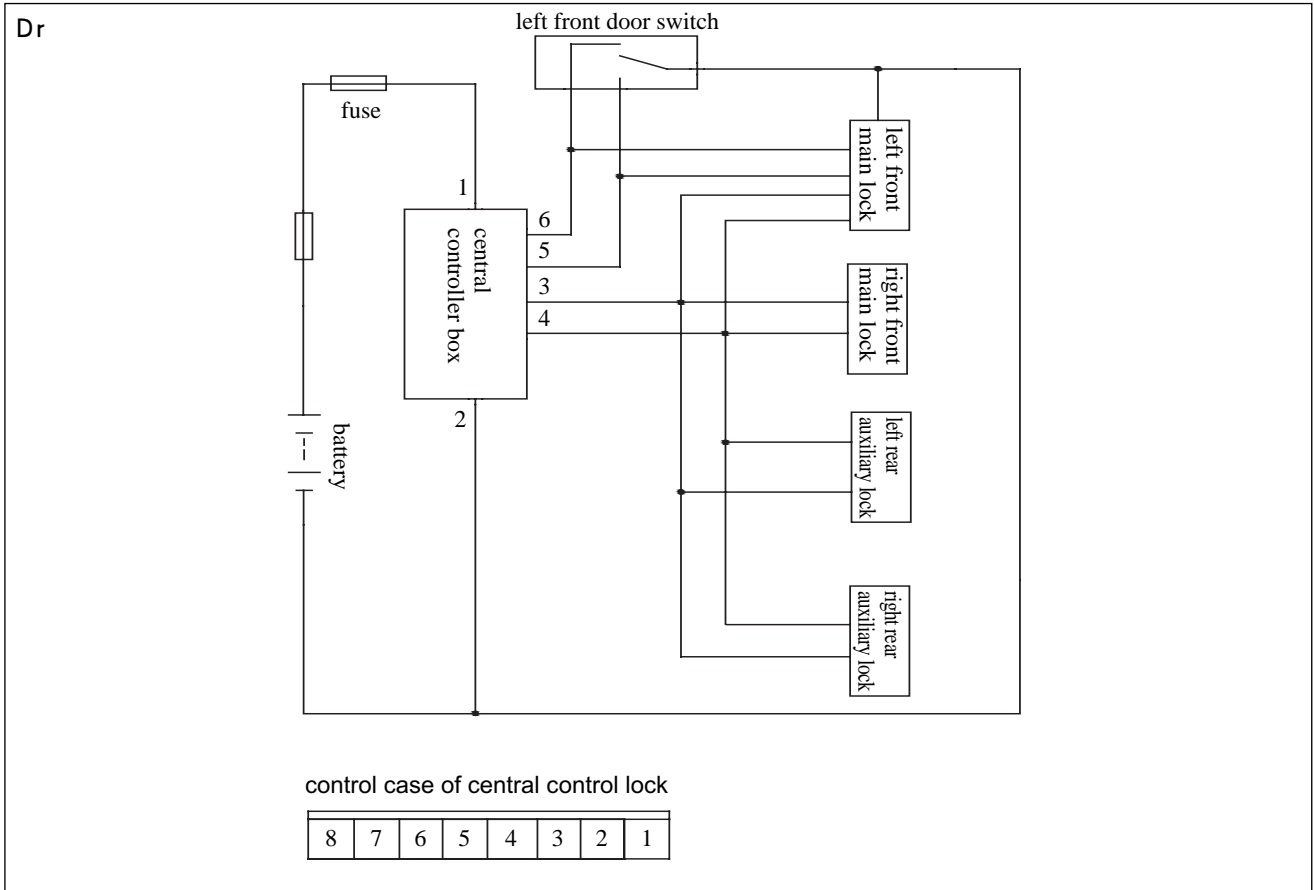 Dr
left front door switch
fuse
left front
main lock
1
6
central
controller box
5
3
right front
main lock
4
2
left rear
auxiliary lock
battery
right rear
auxiliary lock
control case of central control lock
8 7 6 5 4 3 2 1